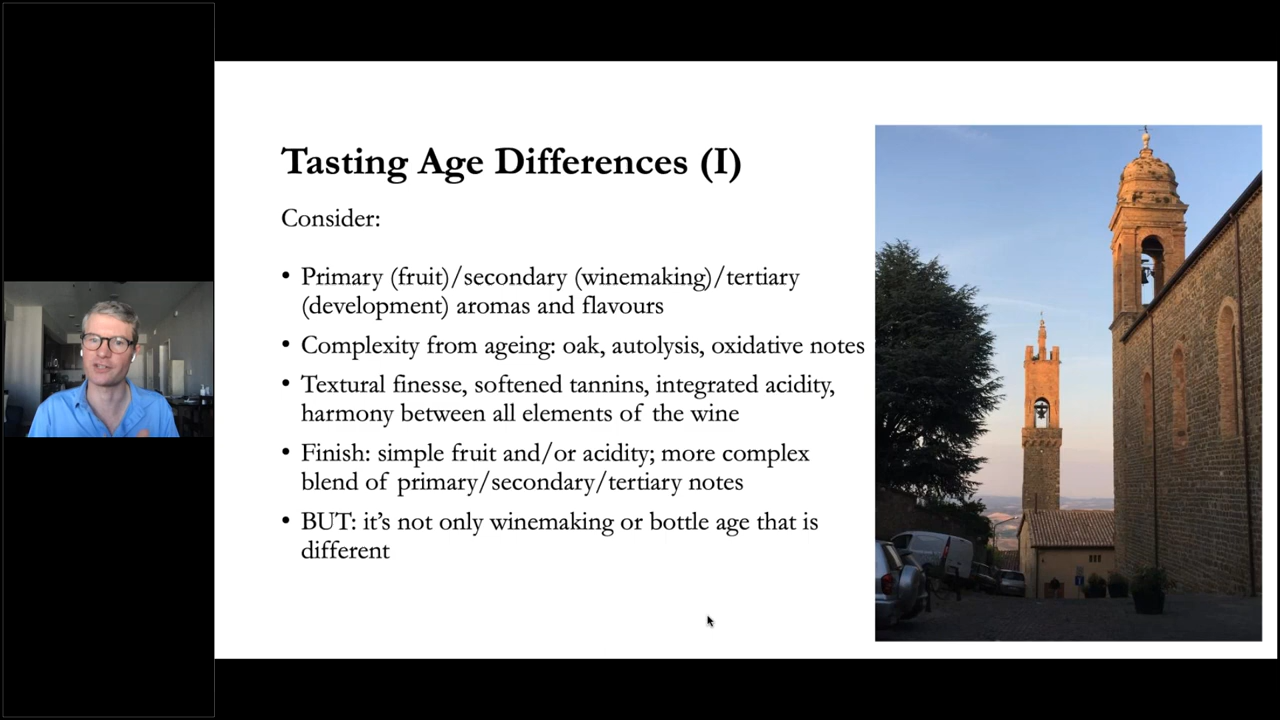 Tasting Age Differences (I)
Consider:
• Primary (fruit)/secondary (winemaking)/tertiary
(development) aromas and flavours
• Complexity from ageing: oak, autolysis, oxidative notes
• Textural finesse, softened tannins, integrated acidity,
harmony between all elements of the wine
• Finish: simple fruit and/or acidity; more complex
blend of primary/secondary/tertiary notes
• BUT: it’s not only winemaking or bottle age that is
different